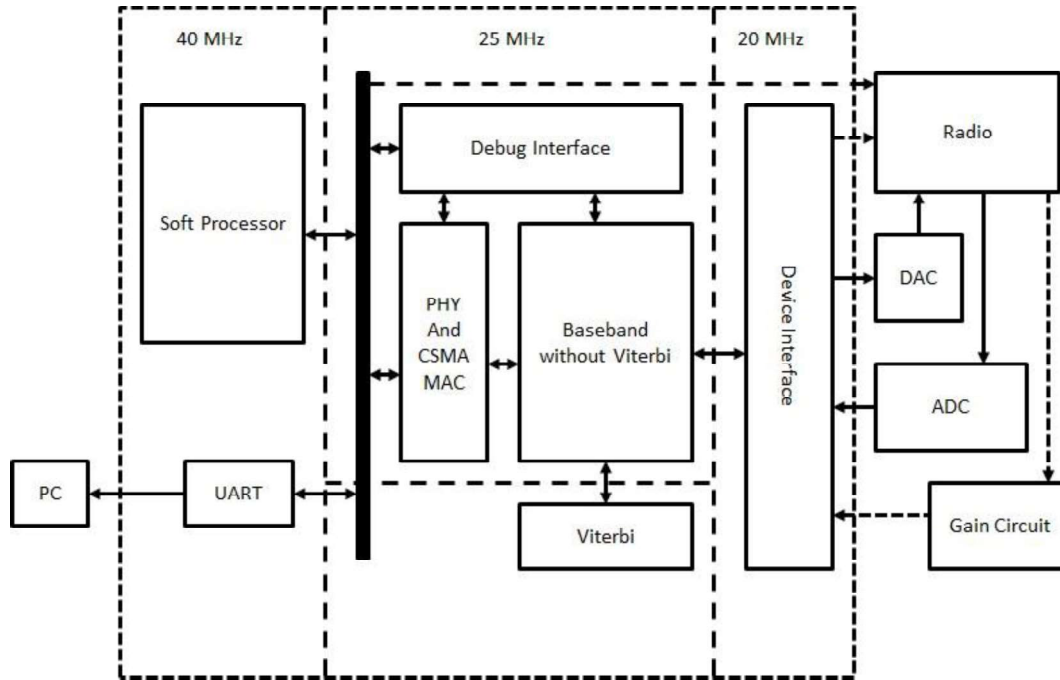 40 MHz
25 MHz
20 MHz
Radio
Debug Interface
Soft Processor
DAC
PHY
And
CSMA
MAC
Baseband
without Viterbi
Device Interface
ADC
PC
UART
Viterbi
Gain Circuit